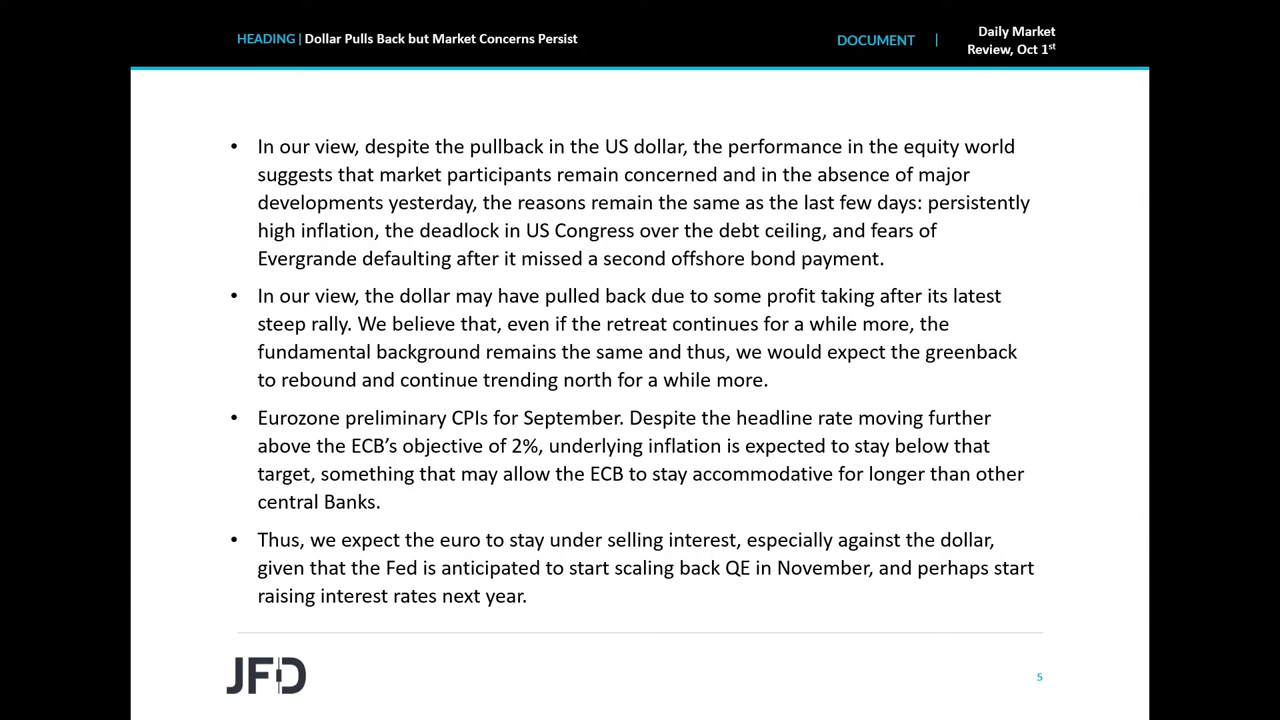 HEADING | Dollar Pulls Back but Market Concerns Persist
DOCUMENT |
Daily Market
Review, Oct 1st
• In our view, despite the pullback in the US dollar, the performance in the equity world
suggests that market participants remain concerned and in the absence of major
developments yesterday, the reasons remain the same as the last few days: persistently
high inflation, the deadlock in US Congress over the debt ceiling, and fears of
Evergrande defaulting after it missed a second offshore bond payment.
• In our view, the dollar may have pulled back due to some profit taking after its latest
steep rally. We believe that, even if the retreat continues for a while more, the
fundamental background remains the same and thus, we would expect the greenback
to rebound and continue trending north for a while more.
• Eurozone preliminary CPIs for September. Despite the headline rate moving further
above the ECB’s objective of 2%, underlying inflation is expected to stay below that
target, something that may allow the ECB to stay accommodative for longer than other
central Banks.
• Thus, we expect the euro to stay under selling interest, especially against the dollar,
given that the Fed is anticipated to start scaling back QE in November, and perhaps start
raising interest rates next year.
JFD
5